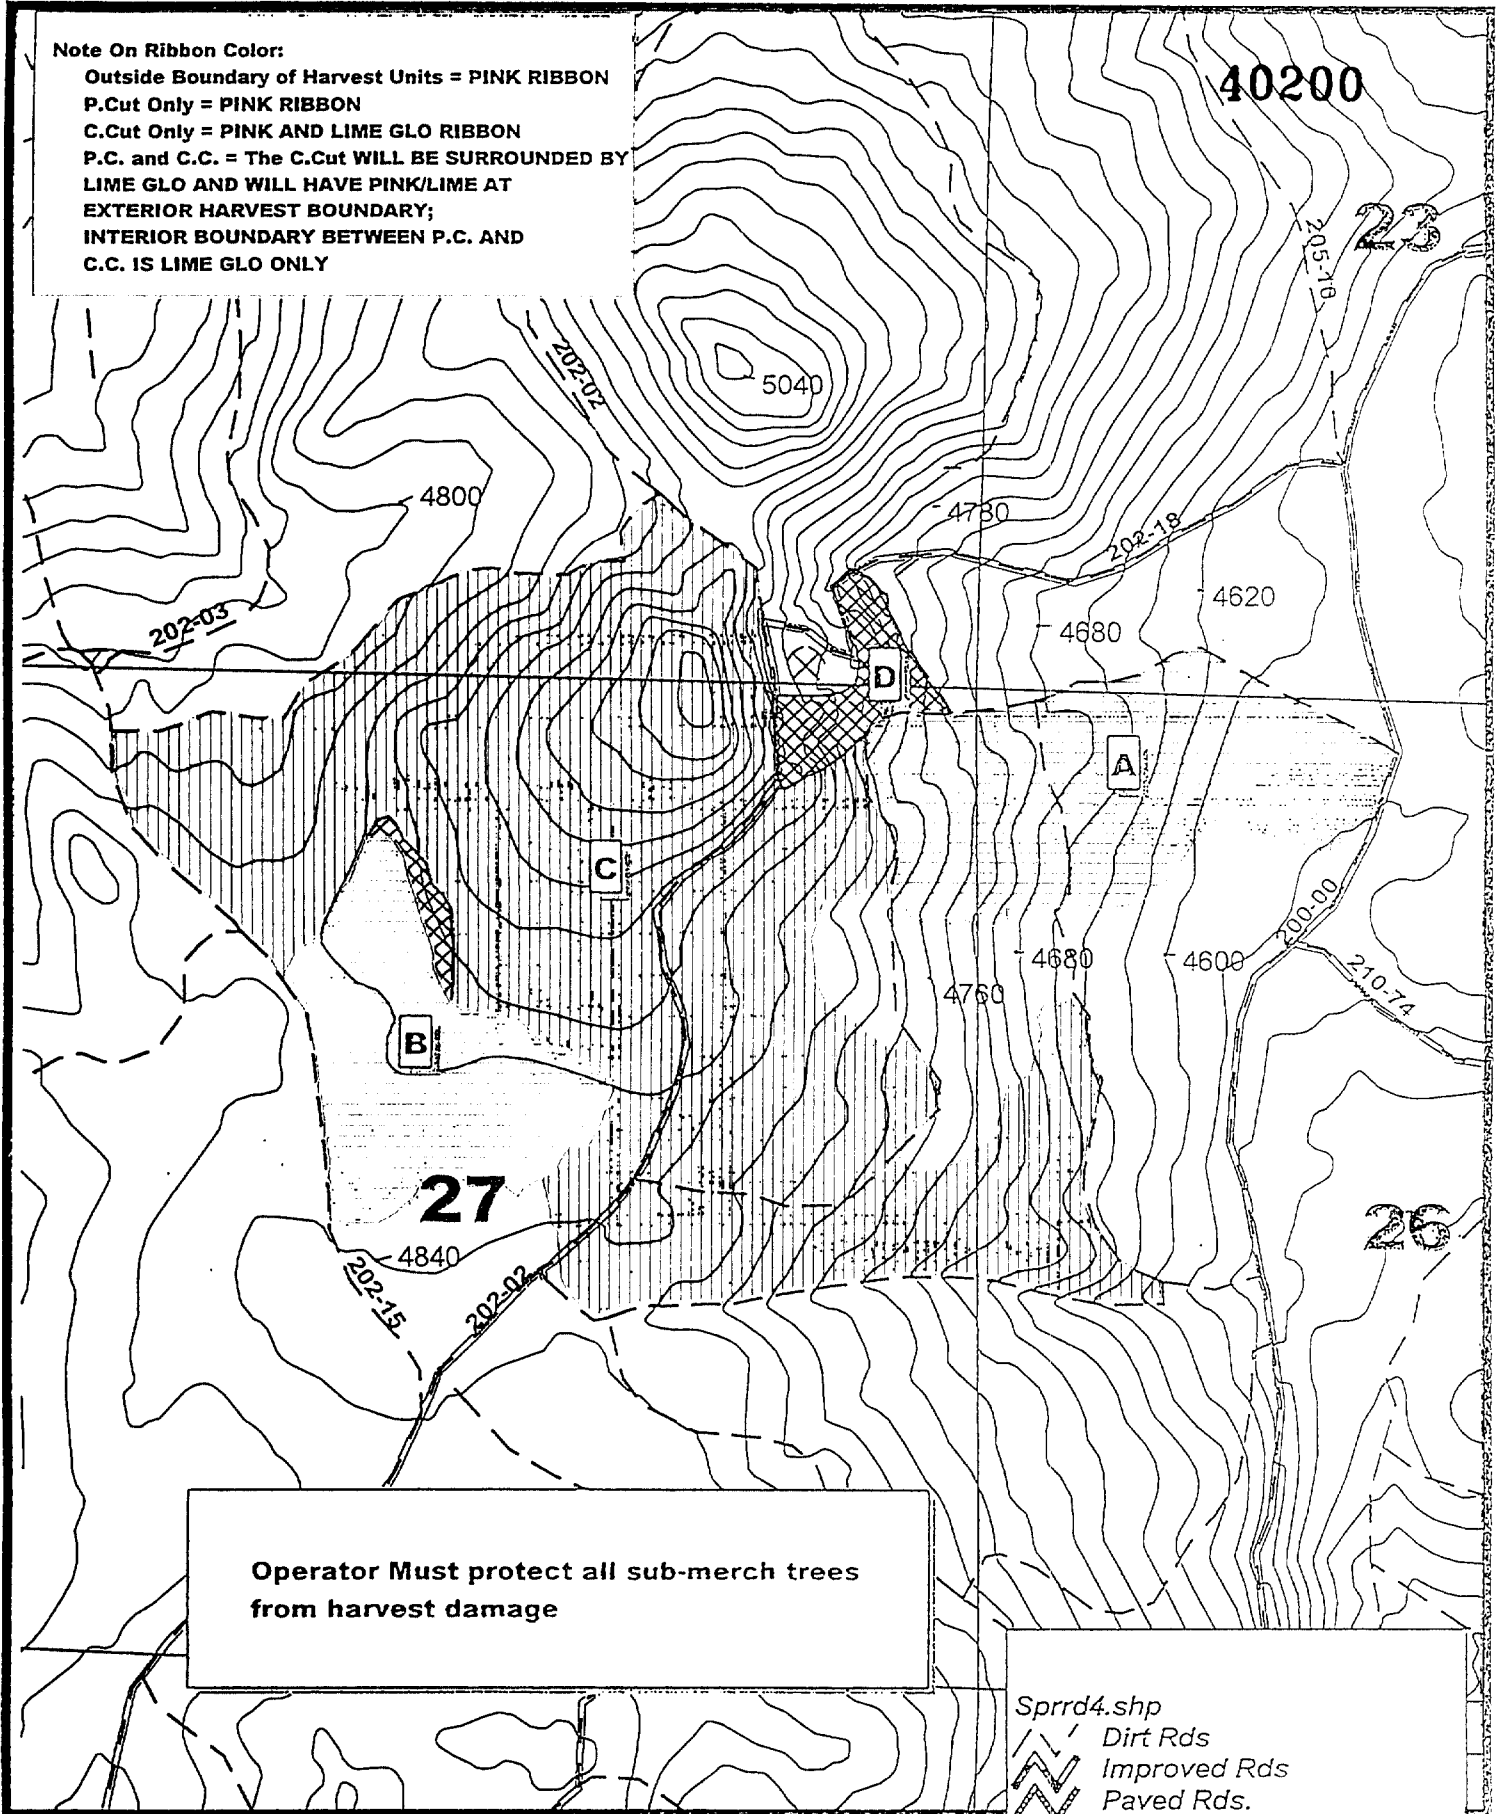 Note On Ribbon Color:
Outside Boundary of Harvest Units = PINK RIBBON
P.Cut Only = PINK RIBBON
C.Cut Only = PINK AND LIME GLO RIBBON
P.C. and C.C. = The C.Cut WILL BE SURROUNDED BY
LIME GLO AND WILL HAVE PINK/LIME AT
EXTERIOR HARVEST BOUNDARY;
INTERIOR BOUNDARY BETWEEN P.C. AND
C.C. IS LIME GLO ONLY
40200
23
205-10
202-02
5040
4800
4780
202-18
4620
4680
202-03
D
A
C
200-00
4680
4600
4760
210-74
B
27
26
4840
202-15
202-02
Operator Must protect all sub-merch trees
from harvest damage
Sprrd4.shp
Dirt Rds
Improved Rds
Paved Rds.